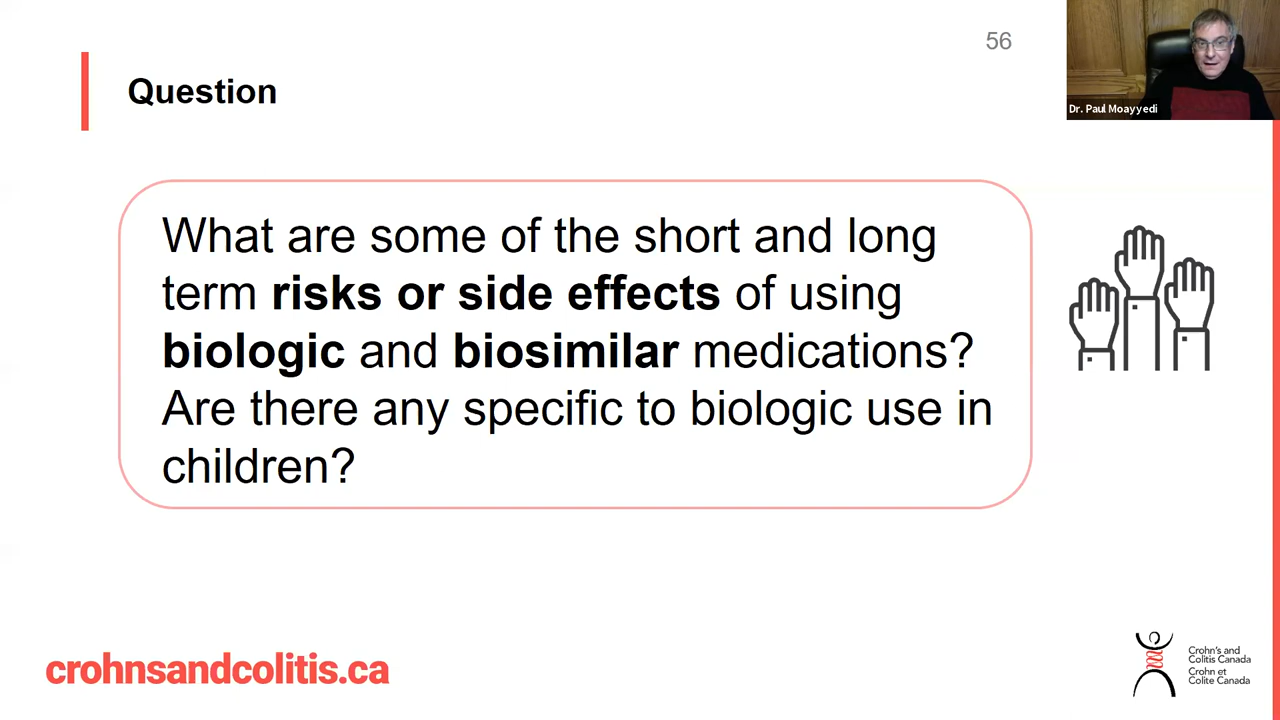 56
Dr. Paul Moayyedi
Question
What are some of the short and long
term risks or side effects of using
biologic and biosimilar medications?
Are there any specific to biologic use in
children?
crohnsandcolitis.ca
Crohn's and
Colitis Canada
Crohn et
Colite Canada